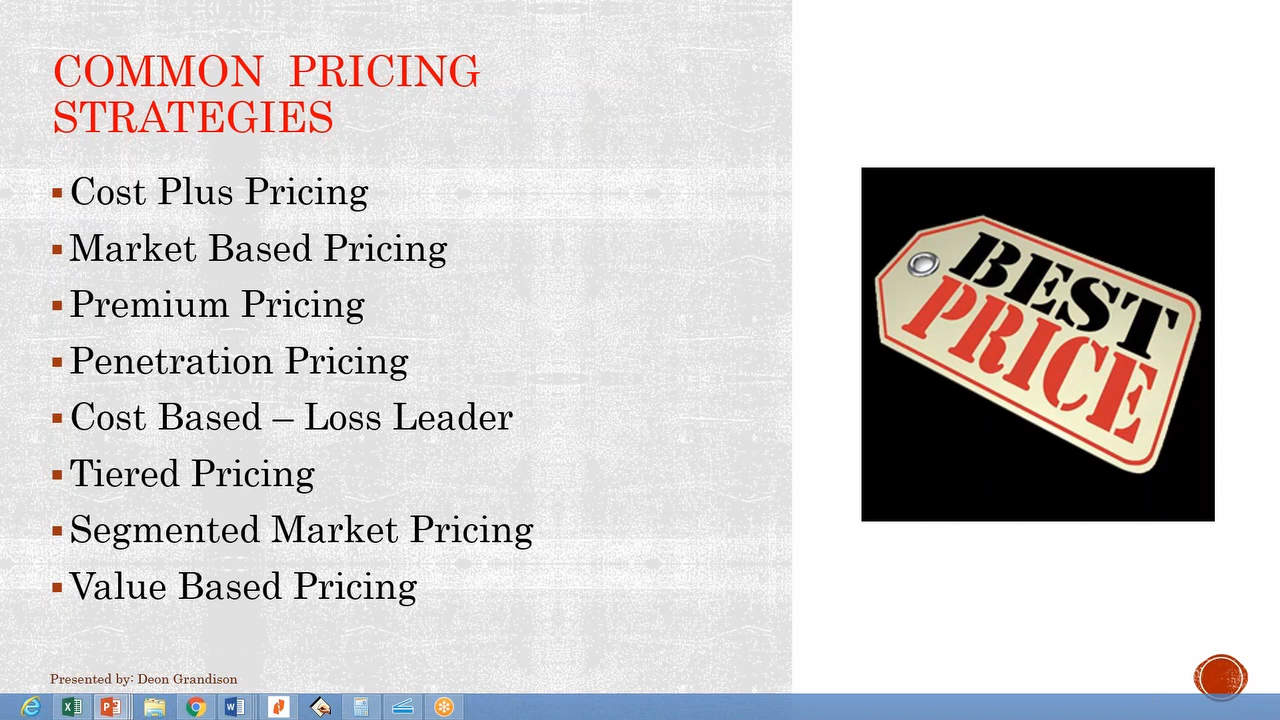 COMMON PRICING
STRATEGIES
Cost Plus Pricing
Market Based Pricing
Premium Pricing
Penetration Pricing
Cost Based – Loss Leader
Tiered Pricing
Segmented Market Pricing
Value Based Pricing
BEST
PRICE
Presented by: Deon Grandison